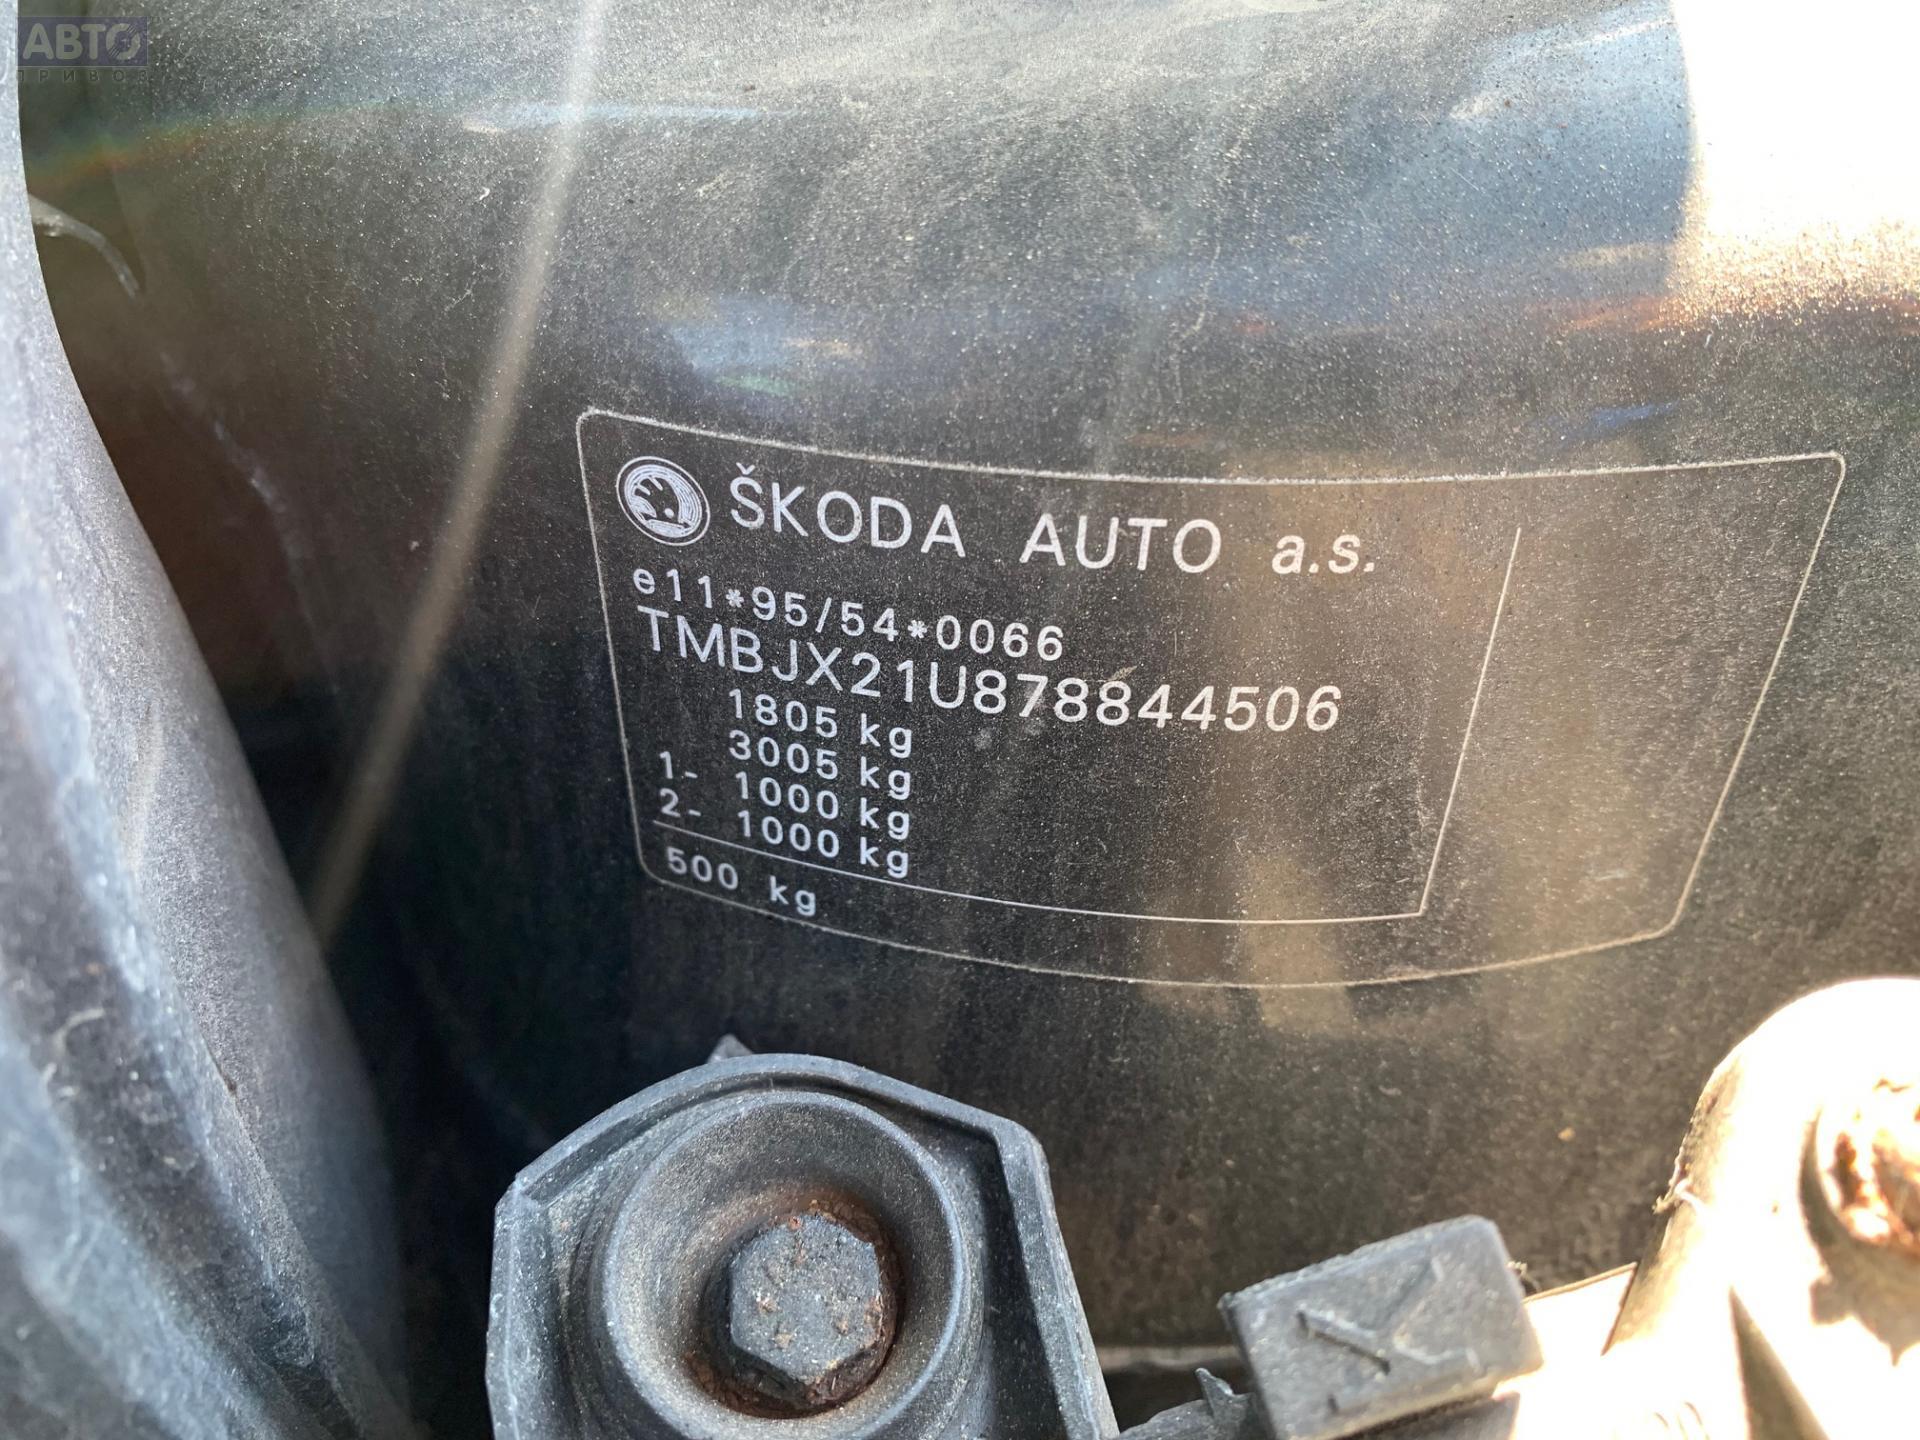 АВТО
ПРИВОЗ
ŠKODA AUTO a.s.
e11*95/54*0066
TMBJX21U878844506
1805 kg
3005 kg
1- 1000 kg
2- 1000 kg
500 kg